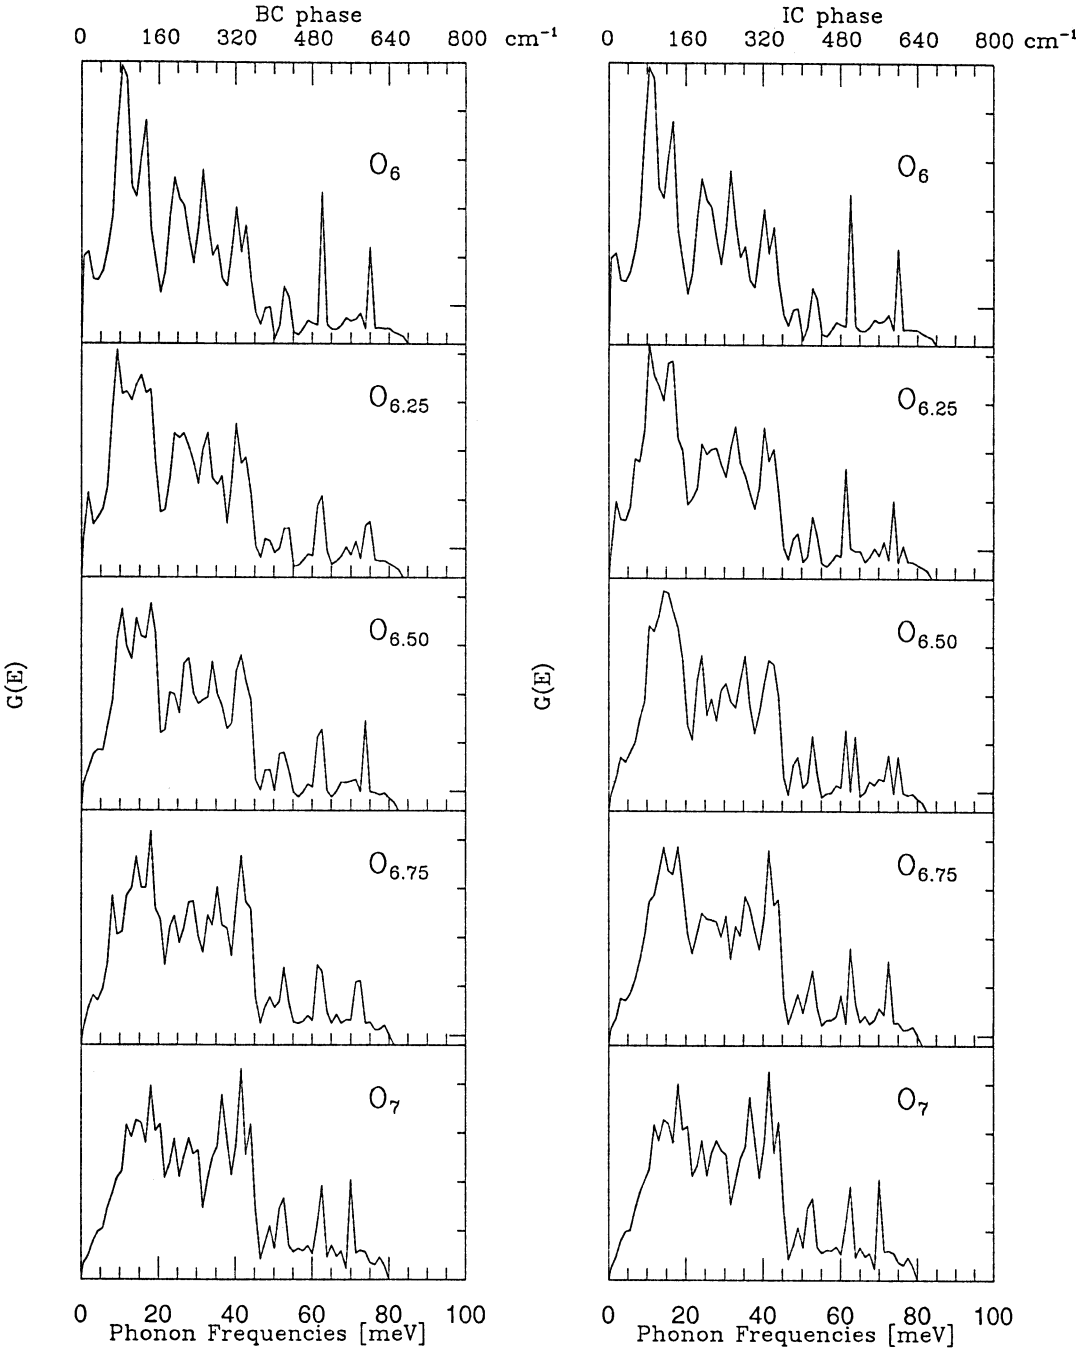 BC phase
0 160 320 480 640 800 cm⁻¹
IC phase
0 160 320 480 640 800 cm⁻¹
O₆
O₆
O₆.₂₅
O₆.₂₅
O₆.₅₀
O₆.₅₀
G(E)
G(E)
O₆.₇₅
O₆.₇₅
O₇
O₇
0 20 40 60 80 100
Phonon Frequencies [meV]
0 20 40 60 80 100
Phonon Frequencies [meV]